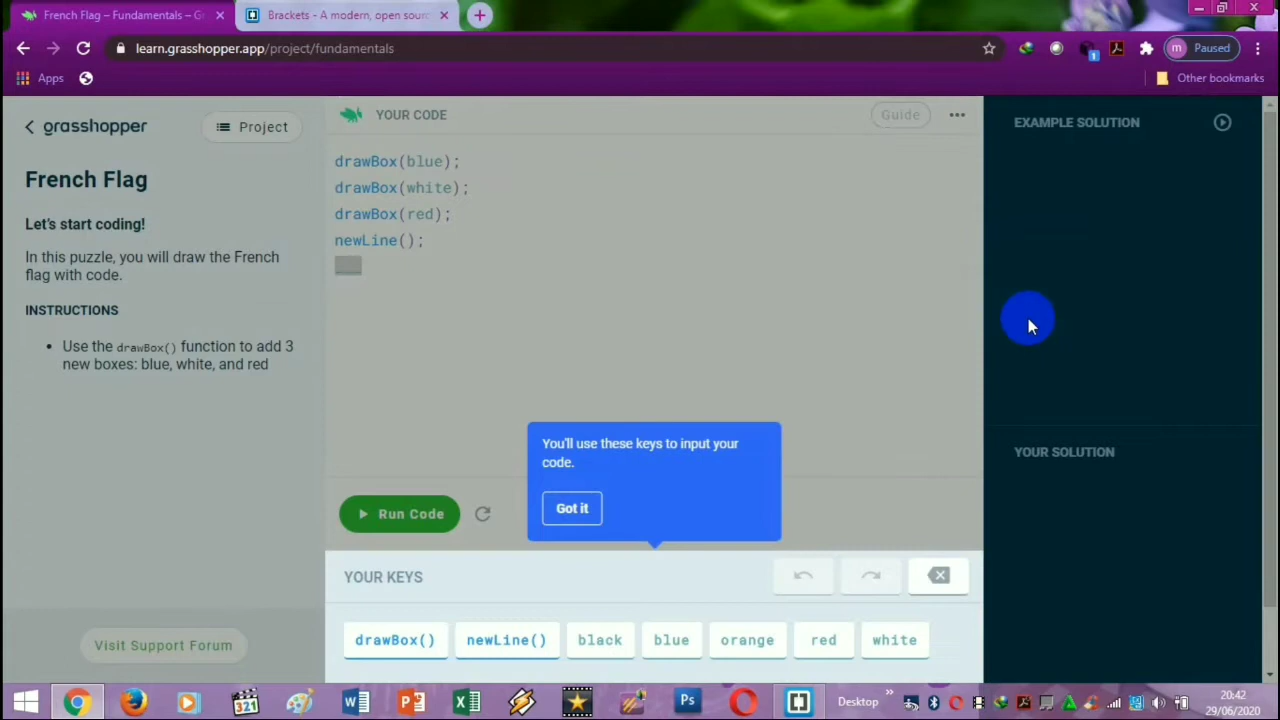 French Flag – Fundamentals – Gr
Brackets - A modern, open sour
learn.grasshopper.app/project/fundamentals
m Paused
Apps
Other bookmarks
grasshopper
Project
French Flag
Let's start coding!
In this puzzle, you will draw the French
flag with code.
INSTRUCTIONS
• Use the drawBox() function to add 3
new boxes: blue, white, and red
Visit Support Forum
YOUR CODE
Guide
drawBox(blue);
drawBox(white);
drawBox(red);
newLine();
You'll use these keys to input your
code.
Got it
Run Code
YOUR KEYS
drawBox() newLine() black blue orange red white
EXAMPLE SOLUTION
YOUR SOLUTION
Desktop
20:42
29/06/2020